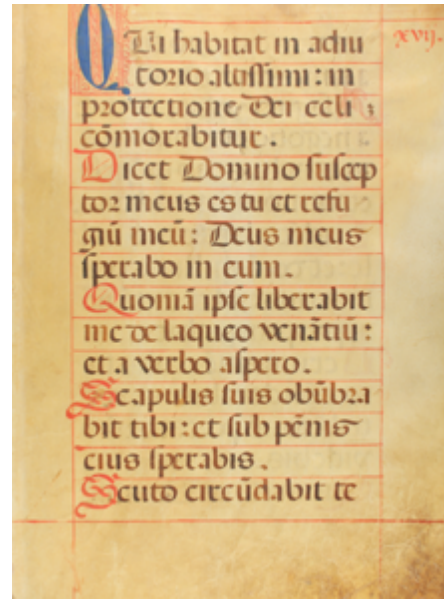 QUi habitat in adiu
xvij.
torio altissimi : in
protectione Dei celi
cōmorabitur .
Dicet Domino suscep
tor meus es tu et refu
giū meū : Deus meus
sperabo in eum .
Quoniā ipse liberabit
me de laqueo venātiū :
et a verbo aspero .
Scapulis suis obūbra
bit tibi : et sub pēnis
eius sperabis .
Scuto circūdabit te